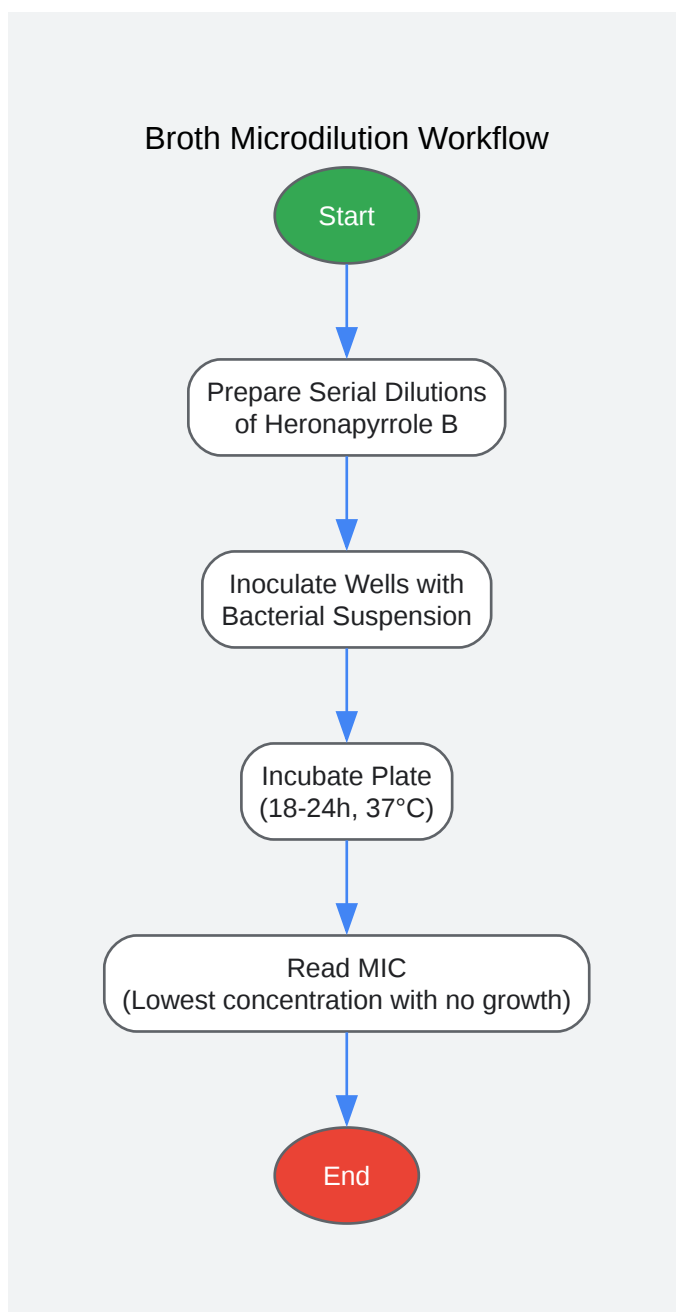 Broth Microdilution Workflow
Start
Prepare Serial Dilutions
of Heronapyrrole B
Inoculate Wells with
Bacterial Suspension
Incubate Plate
(18-24h, 37°C)
Read MIC
(Lowest concentration with no growth)
End